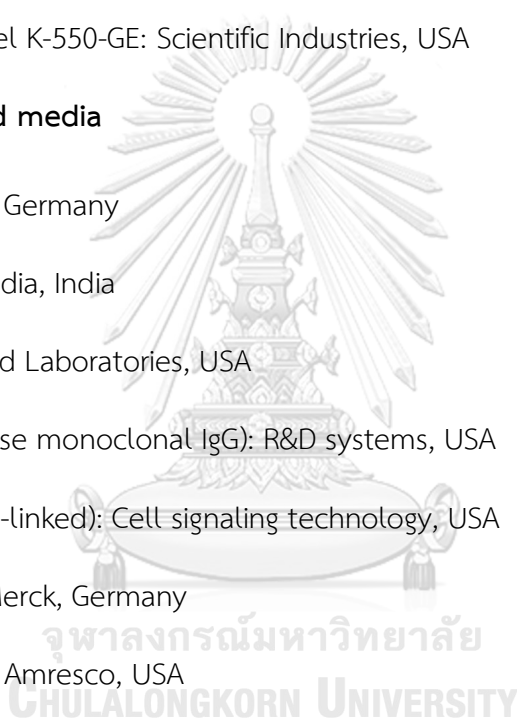 el K-550-GE: Scientific Industries, USA
d media
Germany
dia, India
d Laboratories, USA
se monoclonal IgG): R&D systems, USA
-linked): Cell signaling technology, USA
Merck, Germany
จุฬาลงกรณ์มหาวิทยาลัย
Amresco, USA
CHULALONGKORN UNIVERSITY